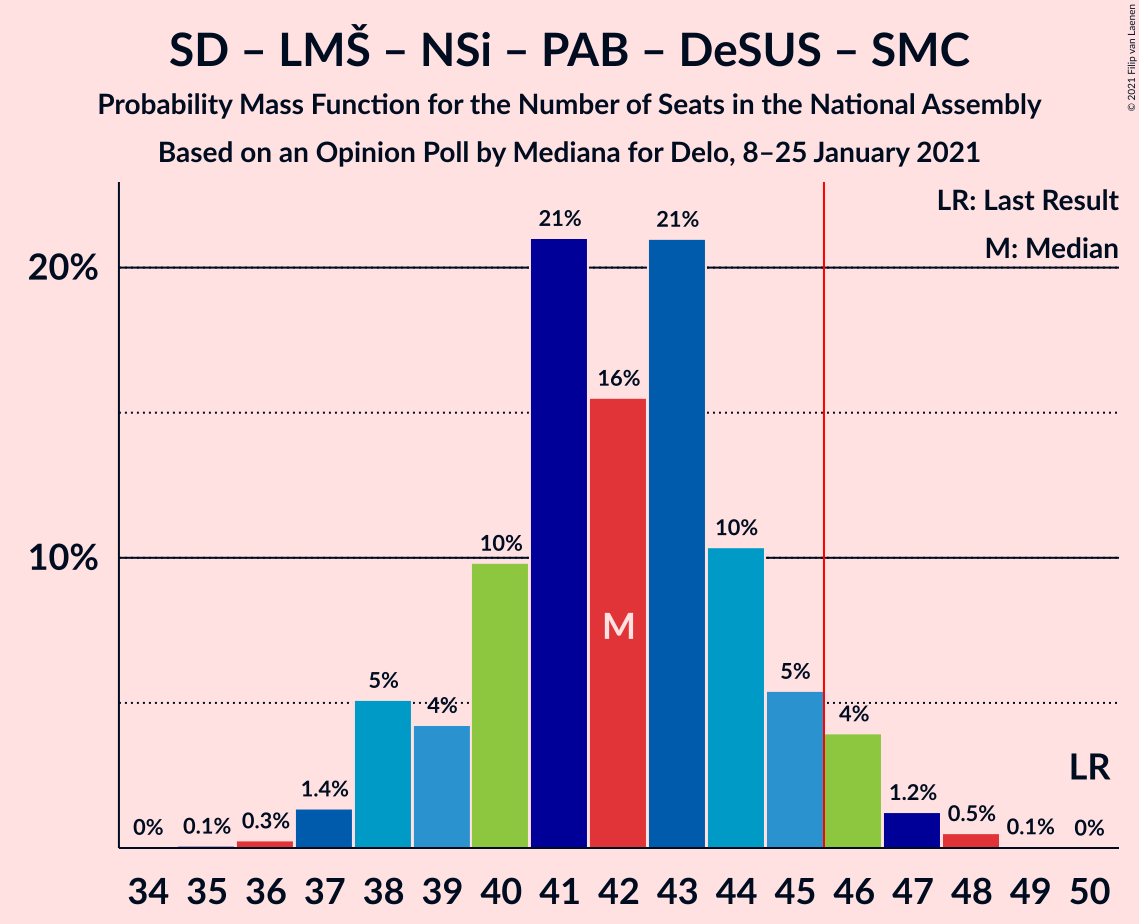 SD – LMŠ – NSi – PAB – DeSUS – SMC
Probability Mass Function for the Number of Seats in the National Assembly
Based on an Opinion Poll by Mediana for Delo, 8–25 January 2021
© 2021 Filip van Laenen
LR: Last Result
M: Median
20%
10%
0%
0.1%
0.3%
1.4%
5%
4%
10%
21%
16%
21%
10%
5%
4%
1.2%
0.5%
0.1%
0%
M
LR
34 35 36 37 38 39 40 41 42 43 44 45 46 47 48 49 50